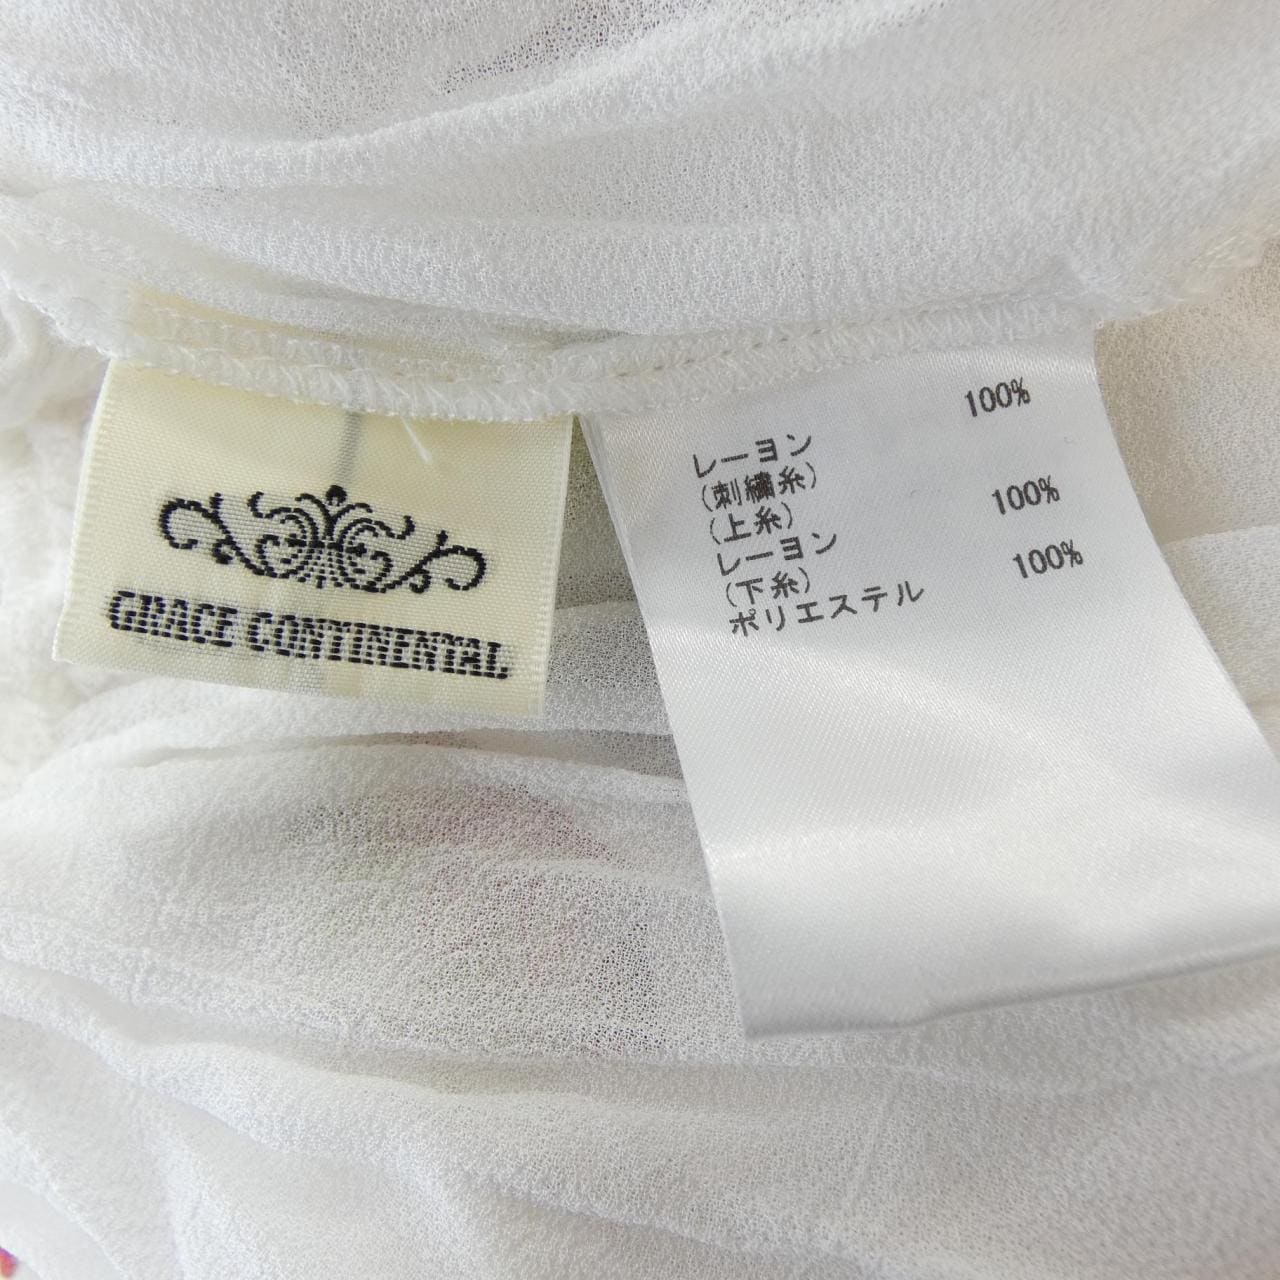 GRACE CONTINENTAL
レーヨン 100%
(刺繍糸)
(上糸)
レーヨン 100%
(下糸)
ポリエステル 100%